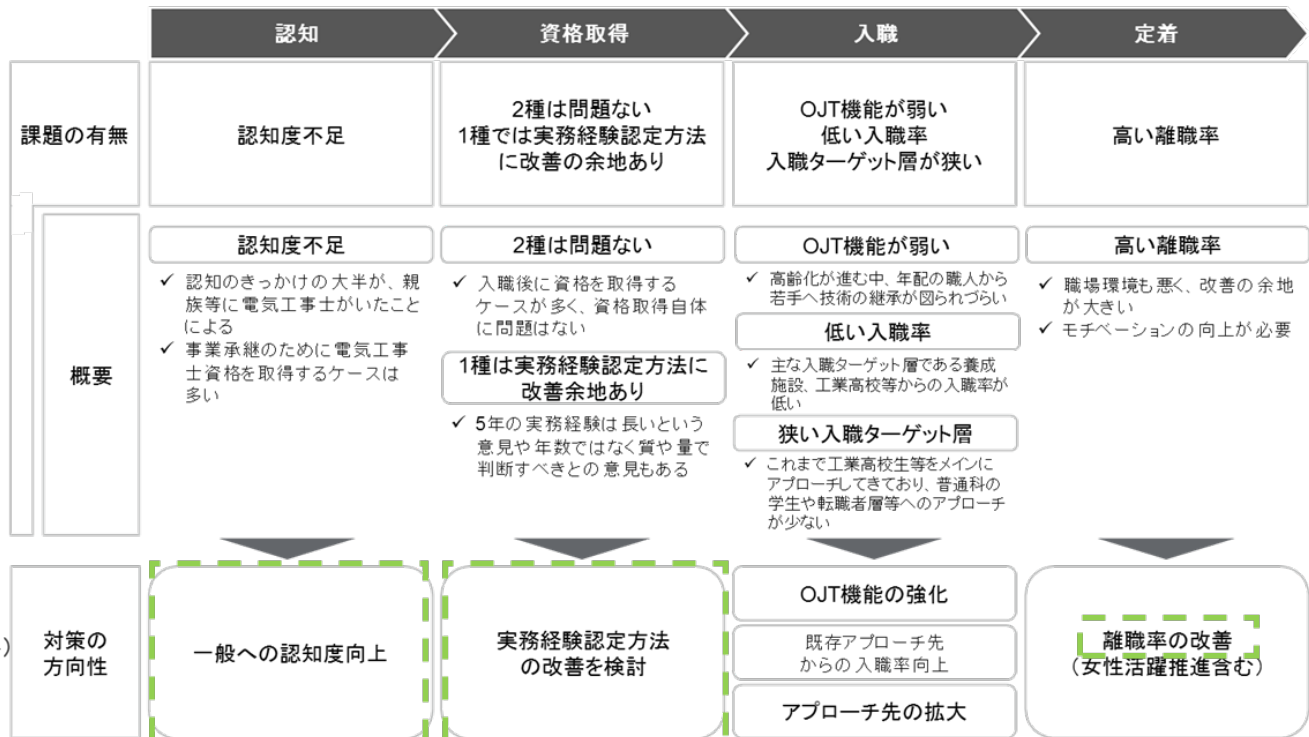 認知
資格取得
入職
定着
課題の有無
認知度不足
2種は問題ない
1種では実務経験認定方法
に改善の余地あり
OJT機能が弱い
低い入職率
入職ターゲット層が狭い
高い離職率
概要
認知度不足
✓ 認知のきっかけの大半が、親
族等に電気工事士がいたこと
による
✓ 事業承継のために電気工事
士資格を取得するケースは
多い
2種は問題ない
✓ 入職後に資格を取得する
ケースが多く、資格取得自体
に問題はない
1種は実務経験認定方法に
改善余地あり
✓ 5年の実務経験は長いという
意見や年数ではなく質や量で
判断すべきとの意見もある
OJT機能が弱い
✓ 高齢化が進む中、年配の職人から
若手へ技術の継承が図られづらい
低い入職率
✓ 主な入職ターゲット層である養成
施設、工業高校等からの入職率が
低い
狭い入職ターゲット層
✓ これまで工業高校生等をメインに
アプローチしてきており、普通科の
学生や転職者層等へのアプローチ
が少ない
高い離職率
✓ 職場環境も悪く、改善の余地
が大きい
✓ モチベーションの向上が必要
)
対策の
方向性
一般への認知度向上
実務経験認定方法
の改善を検討
OJT機能の強化
既存アプローチ先
からの入職率向上
アプローチ先の拡大
離職率の改善
(女性活躍推進含む)